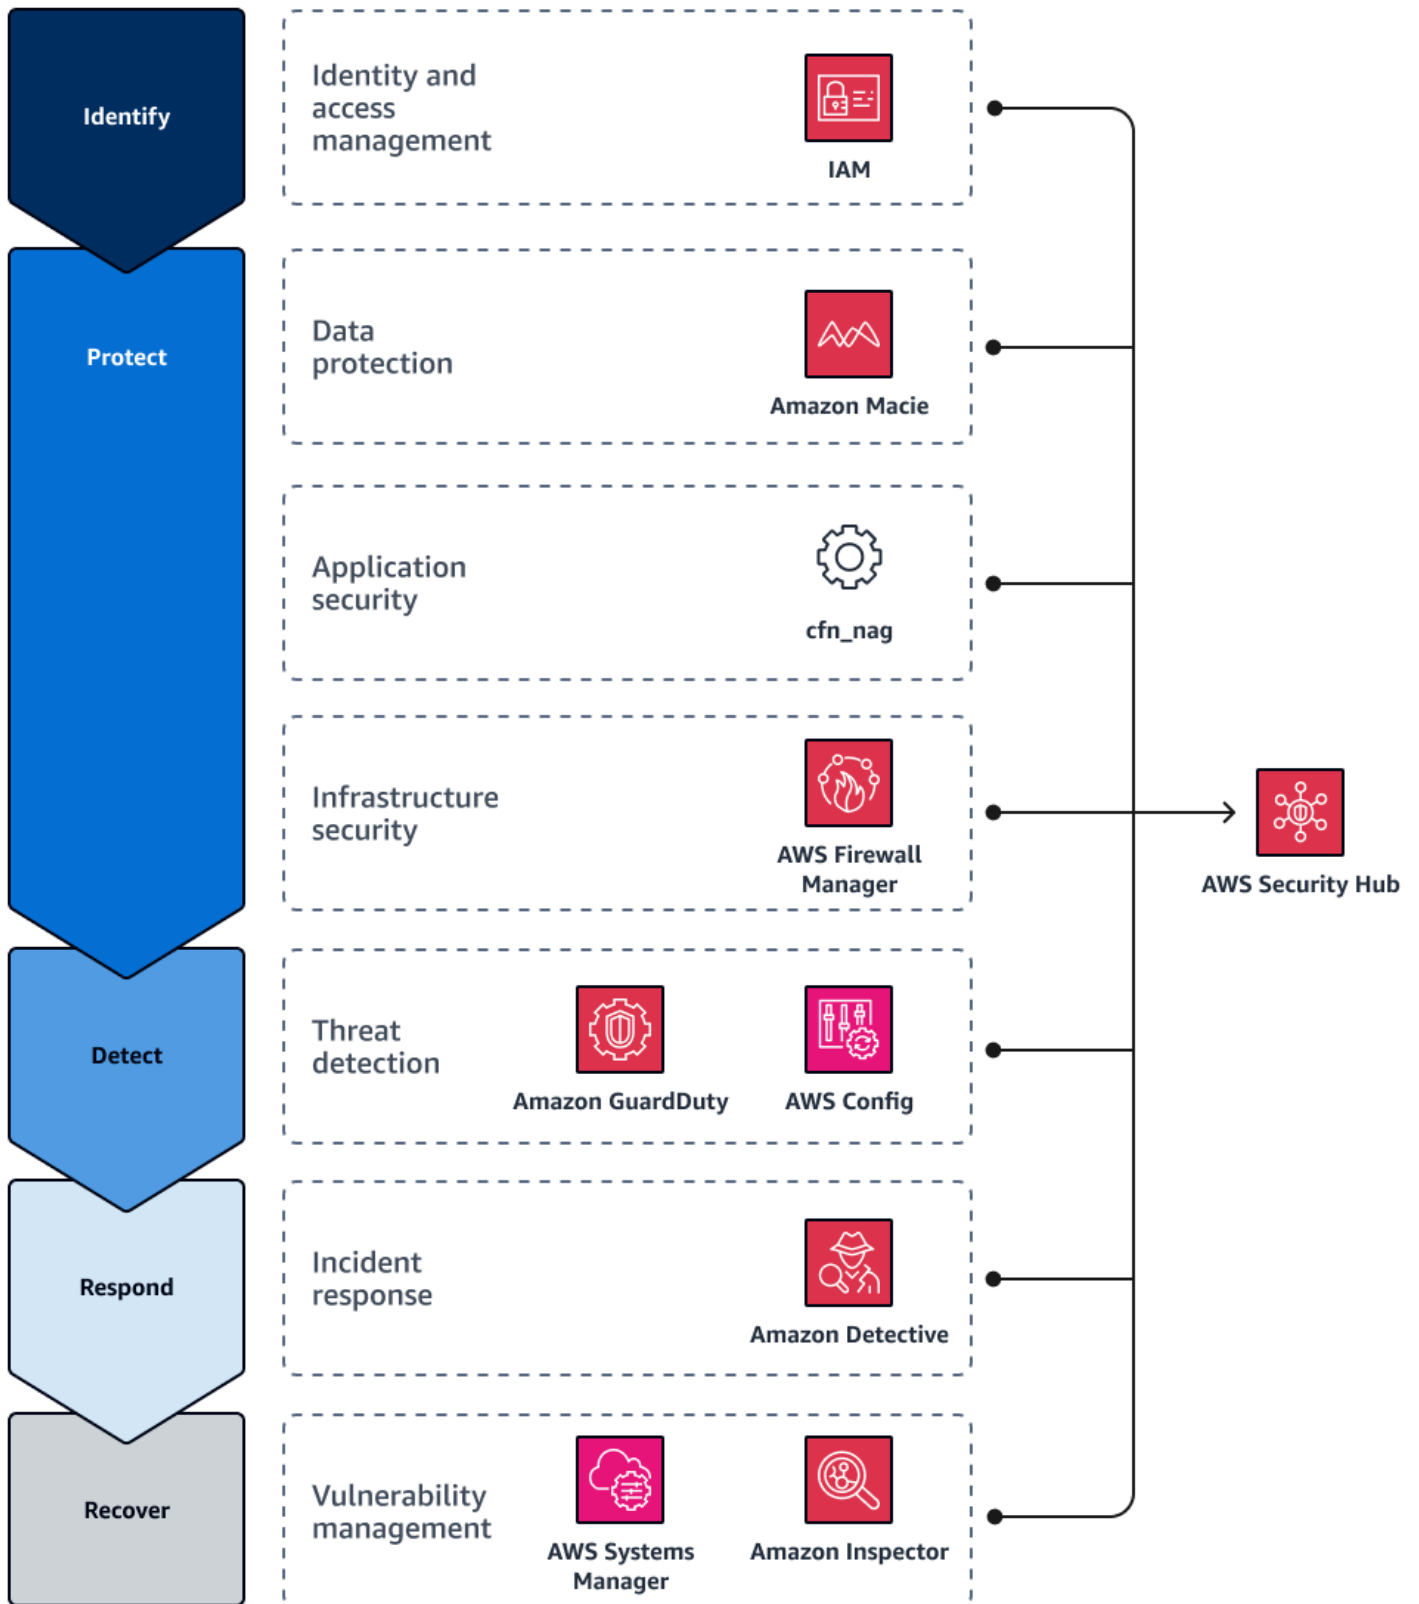 Identify
Identity and
access
management
IAM
Protect
Data
protection
Amazon Macie
Application
security
cfn_nag
Infrastructure
security
AWS Firewall
Manager
AWS Security Hub
Detect
Threat
detection
Amazon GuardDuty
AWS Config
Respond
Incident
response
Amazon Detective
Recover
Vulnerability
management
AWS Systems
Manager
Amazon Inspector